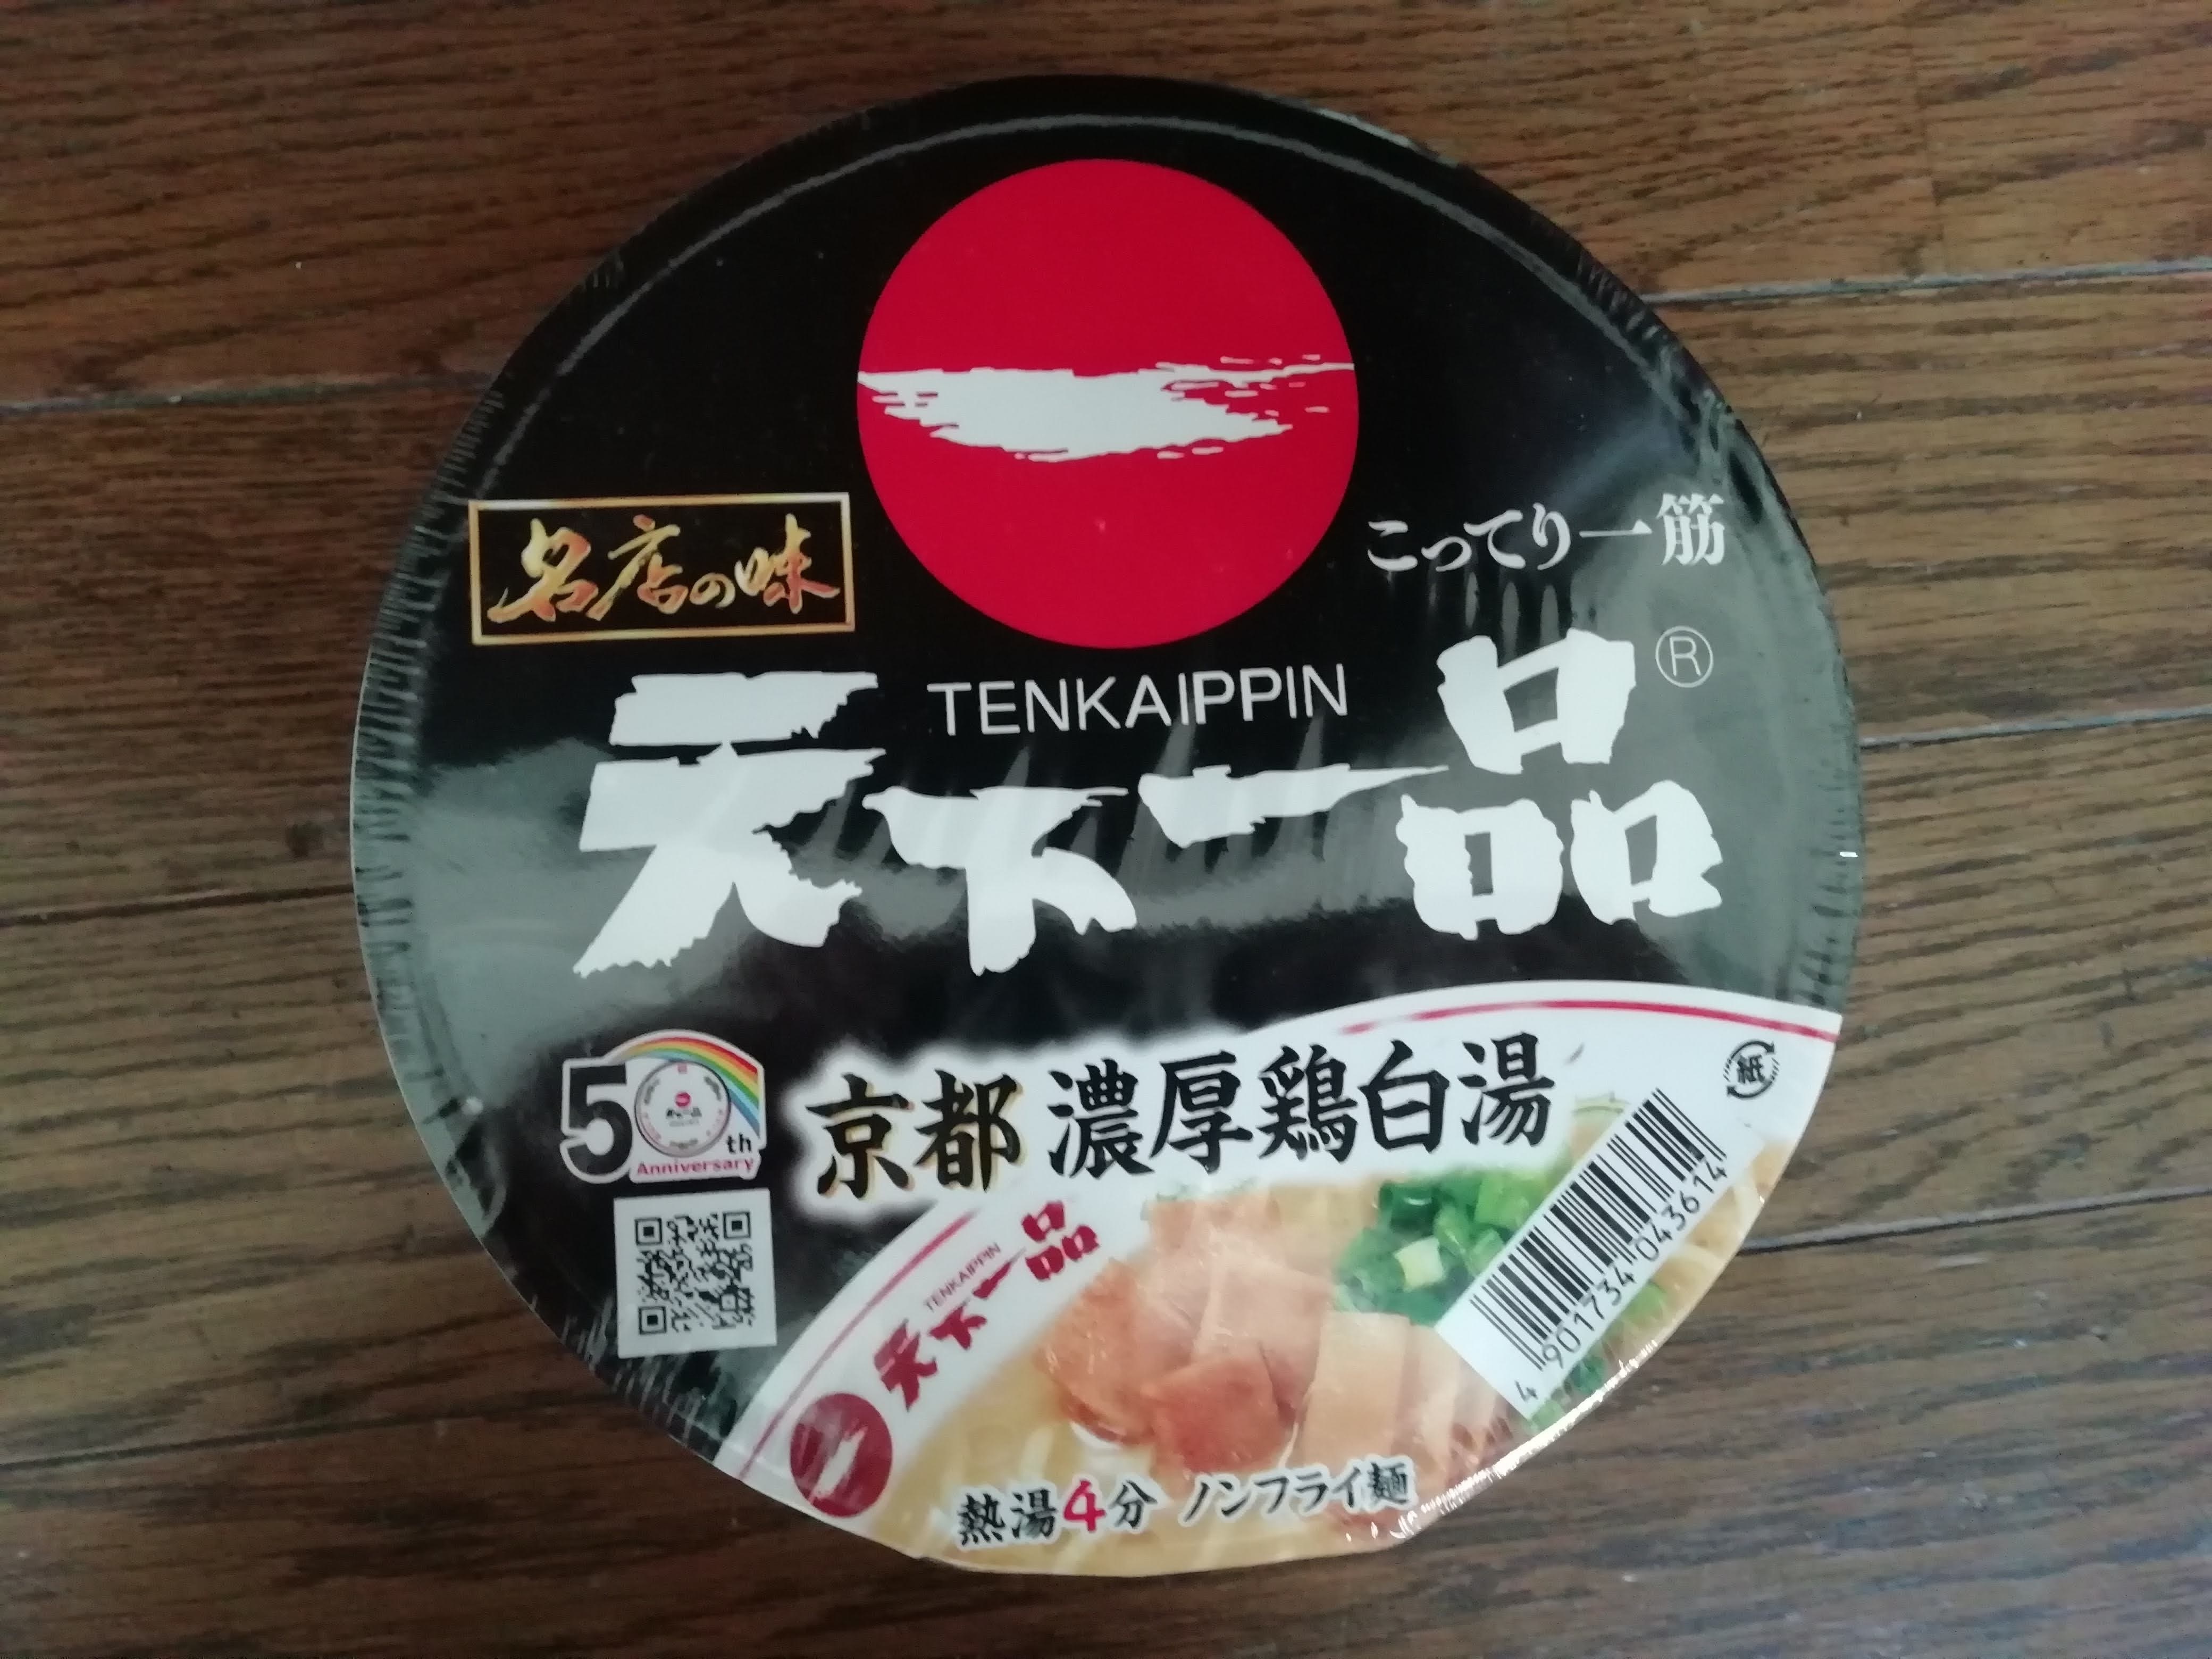 名店の味
こってり一筋
TENKAIPPIN
天下一品®
50th
Anniversary
京都 濃厚鶏白湯
紙
TENKAIPPIN
天下一品
4 901734 043614
熱湯4分 ノンフライ麺